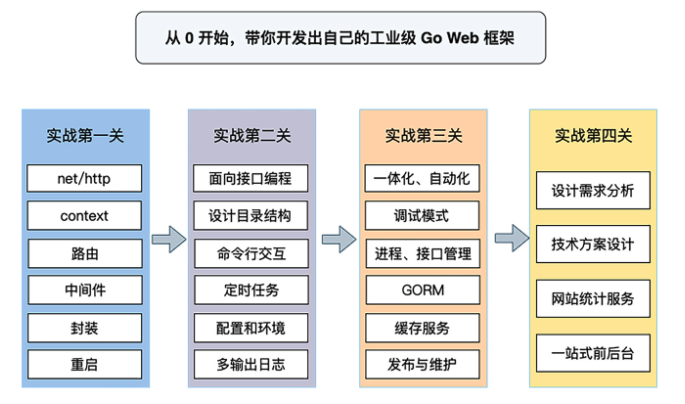 从 0 开始，带你开发出自己的工业级 Go Web 框架
实战第一关
net/http
context
路由
中间件
封装
重启
实战第二关
面向接口编程
设计目录结构
命令行交互
定时任务
配置和环境
多输出日志
实战第三关
一体化、自动化
调试模式
进程、接口管理
GORM
缓存服务
发布与维护
实战第四关
设计需求分析
技术方案设计
网站统计服务
一站式前后台